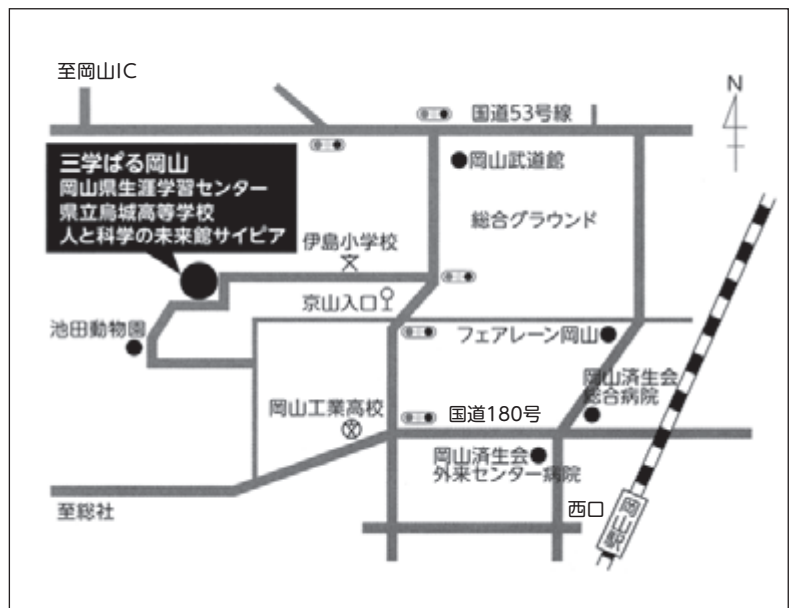 至岡山IC
国道53号線
N
三学ぱる岡山
岡山県生涯学習センター
県立烏城高等学校
人と科学の未来館サイピア
岡山武道館
総合グラウンド
伊島小学校
京山入口
池田動物園
フェアレーン岡山
岡山済生会
総合病院
岡山工業高校
国道180号
岡山済生会
外来センター病院
至総社
西口
岡山駅